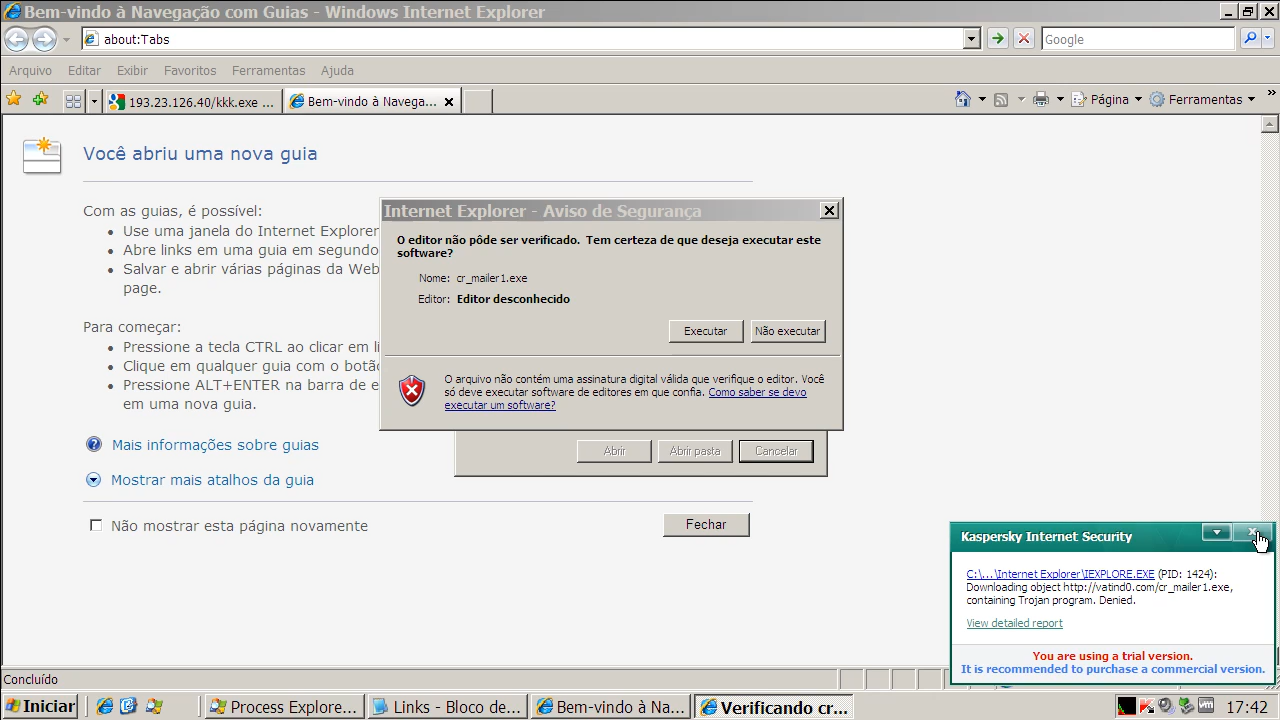 Bem-vindo à Navegação com Guias - Windows Internet Explorer
about:Tabs
Google
Arquivo Editar Exibir Favoritos Ferramentas Ajuda
193.23.126.40/kkk.exe ...
Bem-vindo à Navega...
Página
Ferramentas
Você abriu uma nova guia
Com as guias, é possível:
Use uma janela do Internet Explorer
Abre links em uma guia em segundo
Salvar e abrir várias páginas da Web
page.
Para começar:
Pressione a tecla CTRL ao clicar em li
Clique em qualquer guia com o botã
Pressione ALT+ENTER na barra de e
em uma nova guia.
Mais informações sobre guias
Mostrar mais atalhos da guia
Não mostrar esta página novamente
Fechar
Internet Explorer - Aviso de Segurança
O editor não pôde ser verificado. Tem certeza de que deseja executar este
software?
Nome: cr_mailer1.exe
Editor: Editor desconhecido
Executar
Não executar
O arquivo não contém uma assinatura digital válida que verifique o editor. Você
só deve executar software de editores em que confia. Como saber se devo
executar um software?
Abrir
Abrir pasta
Cancelar
Kaspersky Internet Security
C:\...\Internet Explorer\IEXPLORE.EXE (PID: 1424):
Downloading object http://vatind0.com/cr_mailer1.exe,
containing Trojan program. Denied.
View detailed report
You are using a trial version.
It is recommended to purchase a commercial version.
Concluído
Iniciar
Process Explore...
Links - Bloco de...
Bem-vindo à Na...
Verificando cr...
17:42